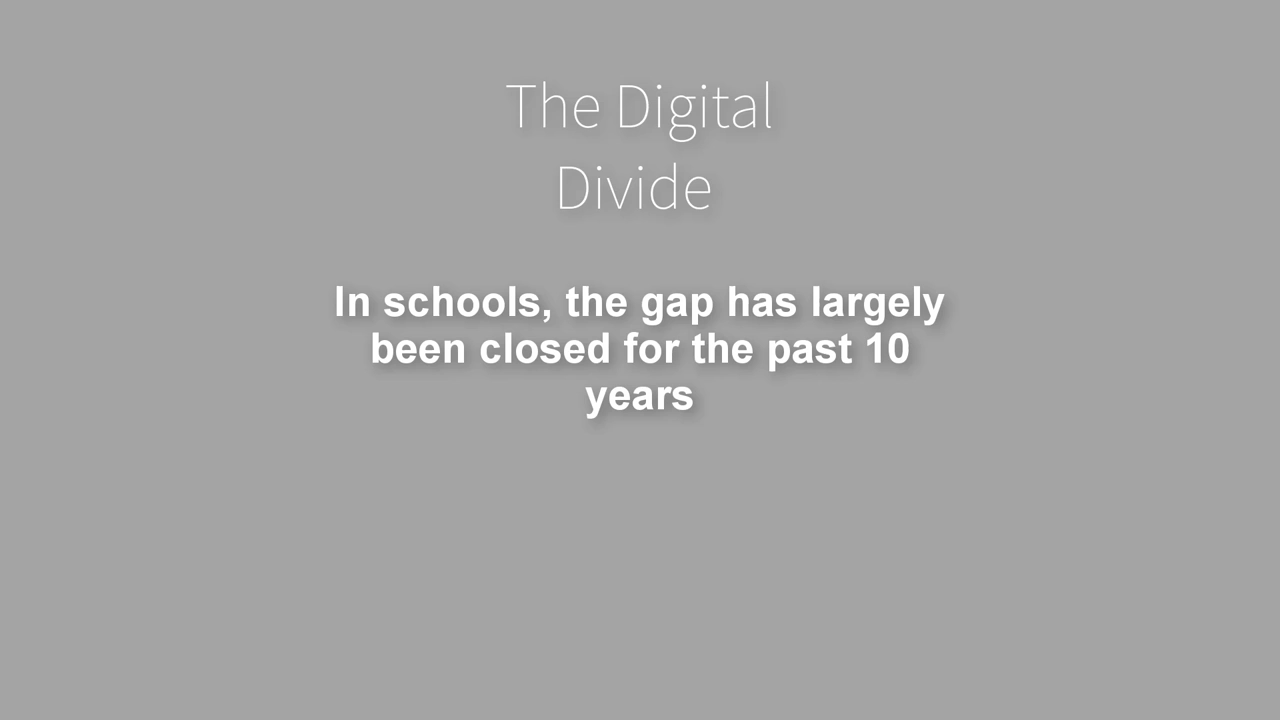 The Digital
Divide
In schools, the gap has largely
been closed for the past 10
years